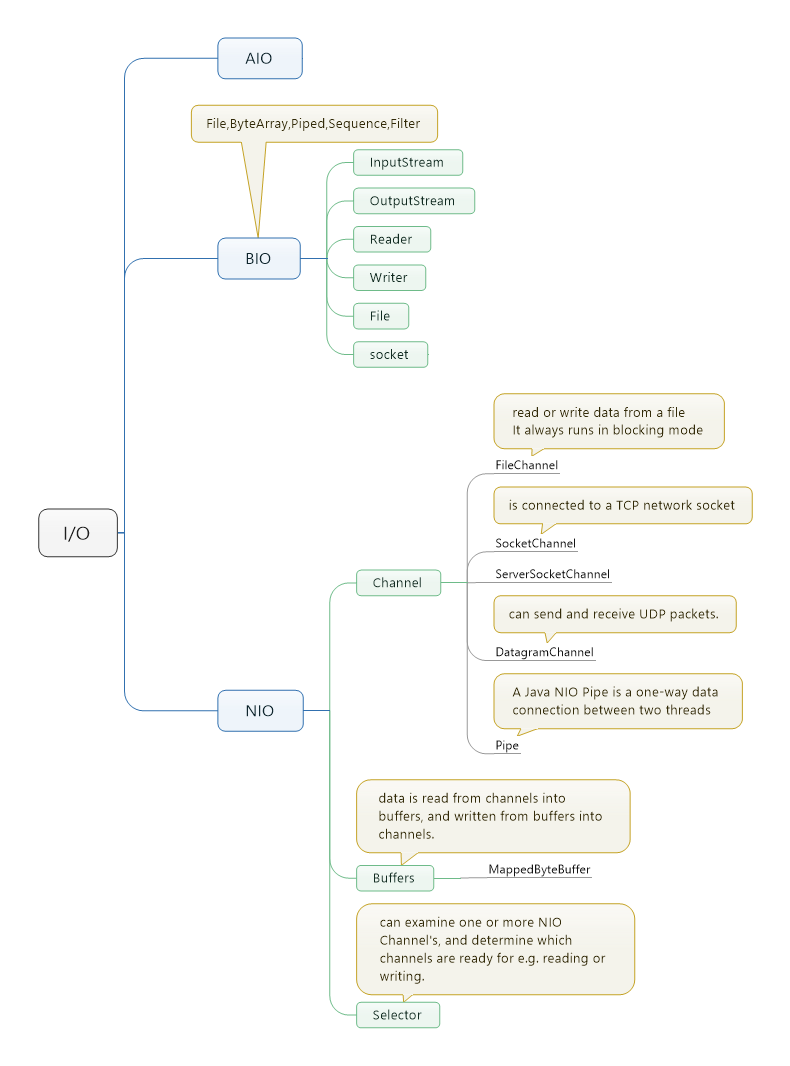 AIO
File,ByteArray,Piped,Sequence,Filter
InputStream
OutputStream
Reader
BIO
Writer
File
socket
read or write data from a file
It always runs in blocking mode
FileChannel
is connected to a TCP network socket
I/O
SocketChannel
ServerSocketChannel
Channel
can send and receive UDP packets.
DatagramChannel
A Java NIO Pipe is a one-way data
connection between two threads
NIO
Pipe
data is read from channels into
buffers, and written from buffers into
channels.
Buffers
MappedByteBuffer
can examine one or more NIO
Channel's, and determine which
channels are ready for e.g. reading or
writing.
Selector